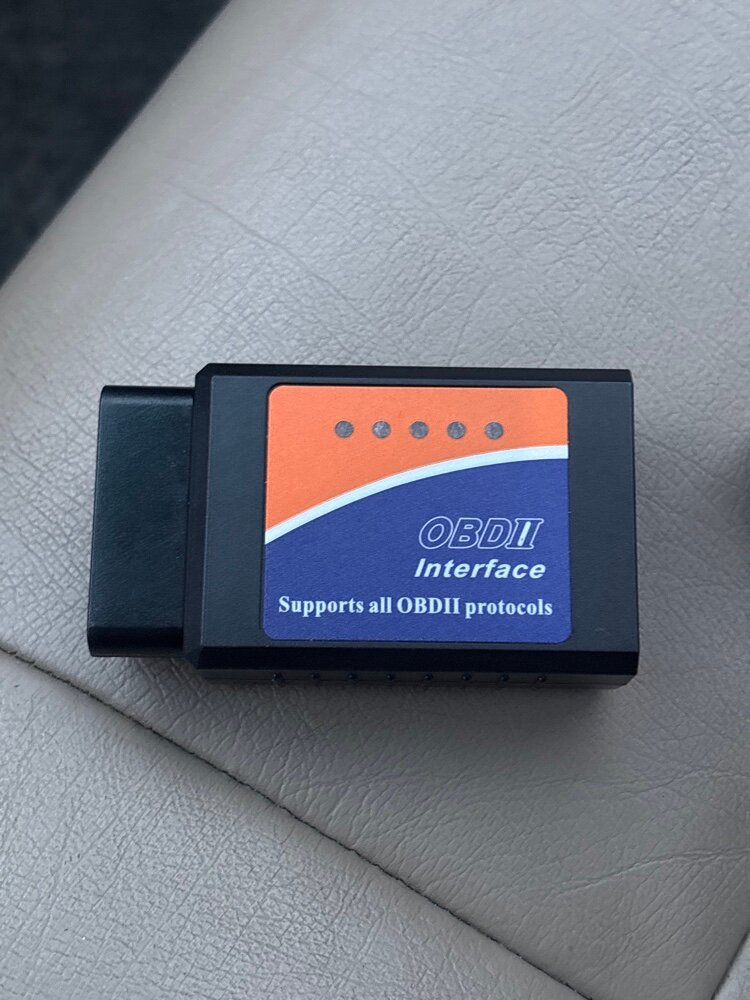 OBDII
Interface
Supports all OBDII protocols